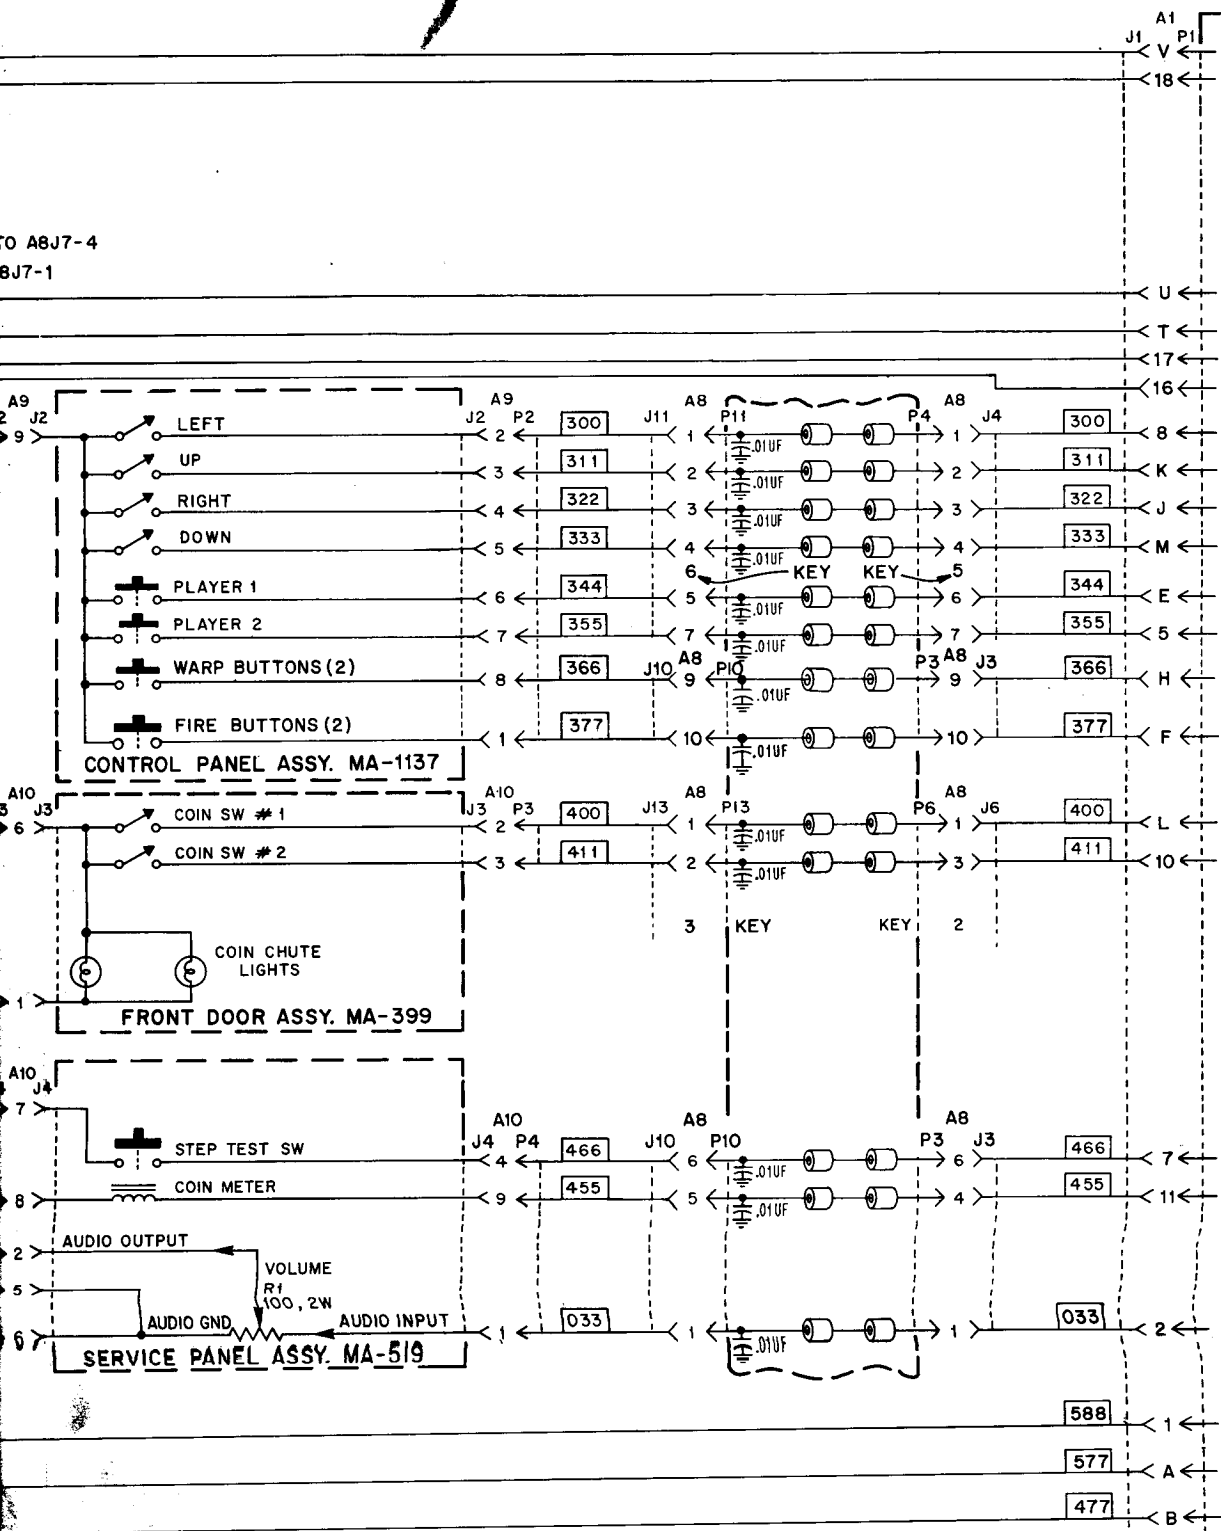 A1
J1 P1
V
18
TO A8J7-4
8J7-1
U
T
17
16
A9 A9 A8 A8
2 J2 J2 P2 300 J11 P11 P4 J4 300
9 LEFT 2 1 .01UF 1 8
UP 3 311 2 .01UF 2 311 K
RIGHT 4 322 3 .01UF 3 322 J
DOWN 5 333 4 .01UF 4 333 M
6 KEY KEY 5
PLAYER 1 6 344 5 .01UF 6 344 E
PLAYER 2 7 355 7 .01UF 7 355 5
A8 A8
WARP BUTTONS (2) 8 366 J10 9 P10 .01UF P3 9 J3 366 H
FIRE BUTTONS (2) 1 377 10 .01UF 10 377 F
CONTROL PANEL ASSY. MA-1137
A10 A10 A8 A8
3 J3 J3 P3 400 J13 P13 P6 J6 400
6 COIN SW #1 2 1 .01UF 1 L
COIN SW #2 3 411 2 .01UF 3 411 10
3 KEY KEY 2
COIN CHUTE
LIGHTS
1
FRONT DOOR ASSY. MA-399
A10 A10 A8 A8
4 J4 J4 P4 466 J10 P10 P3 J3 466
7
STEP TEST SW 4 6 .01UF 6 7
8 COIN METER 9 455 5 .01UF 4 455 11
2 AUDIO OUTPUT
VOLUME
5 R1
100, 2W
6 AUDIO GND AUDIO INPUT 1 033 1 .01UF 1 033 2
SERVICE PANEL ASSY. MA-519
588 1
577 A
477 B